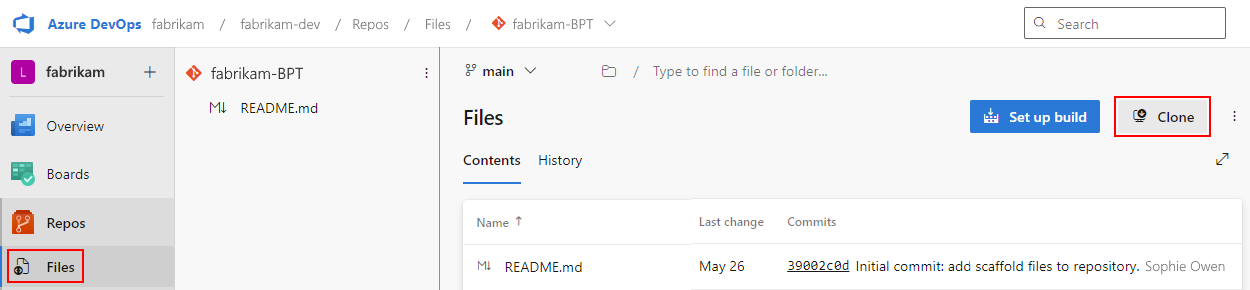 Azure DevOps fabrikam / fabrikam-dev / Repos / Files / fabrikam-BPT
Search
L fabrikam +
Overview
Boards
Repos
Files
fabrikam-BPT
M↓ README.md
main
/ Type to find a file or folder...
Files
Set up build
Clone
Contents History
Name ↑ Last change Commits
M↓ README.md May 26 39002c0d Initial commit: add scaffold files to repository. Sophie Owen